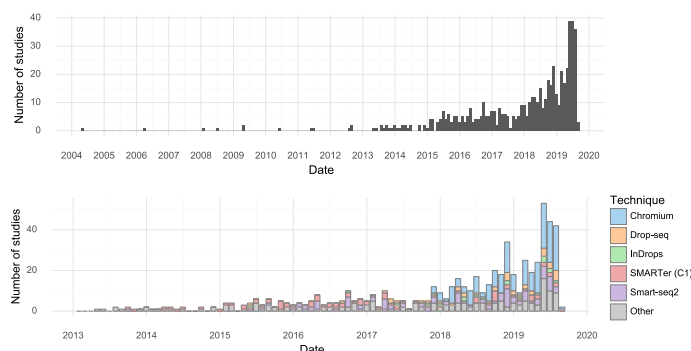 Number of studies
40
30
20
10
0
2004 2005 2006 2007 2008 2009 2010 2011 2012 2013 2014 2015 2016 2017 2018 2019 2020
Date
Number of studies
40
20
0
2013 2014 2015 2016 2017 2018 2019 2020
Date
Technique
Chromium
Drop-seq
InDrops
SMARTer (C1)
Smart-seq2
Other